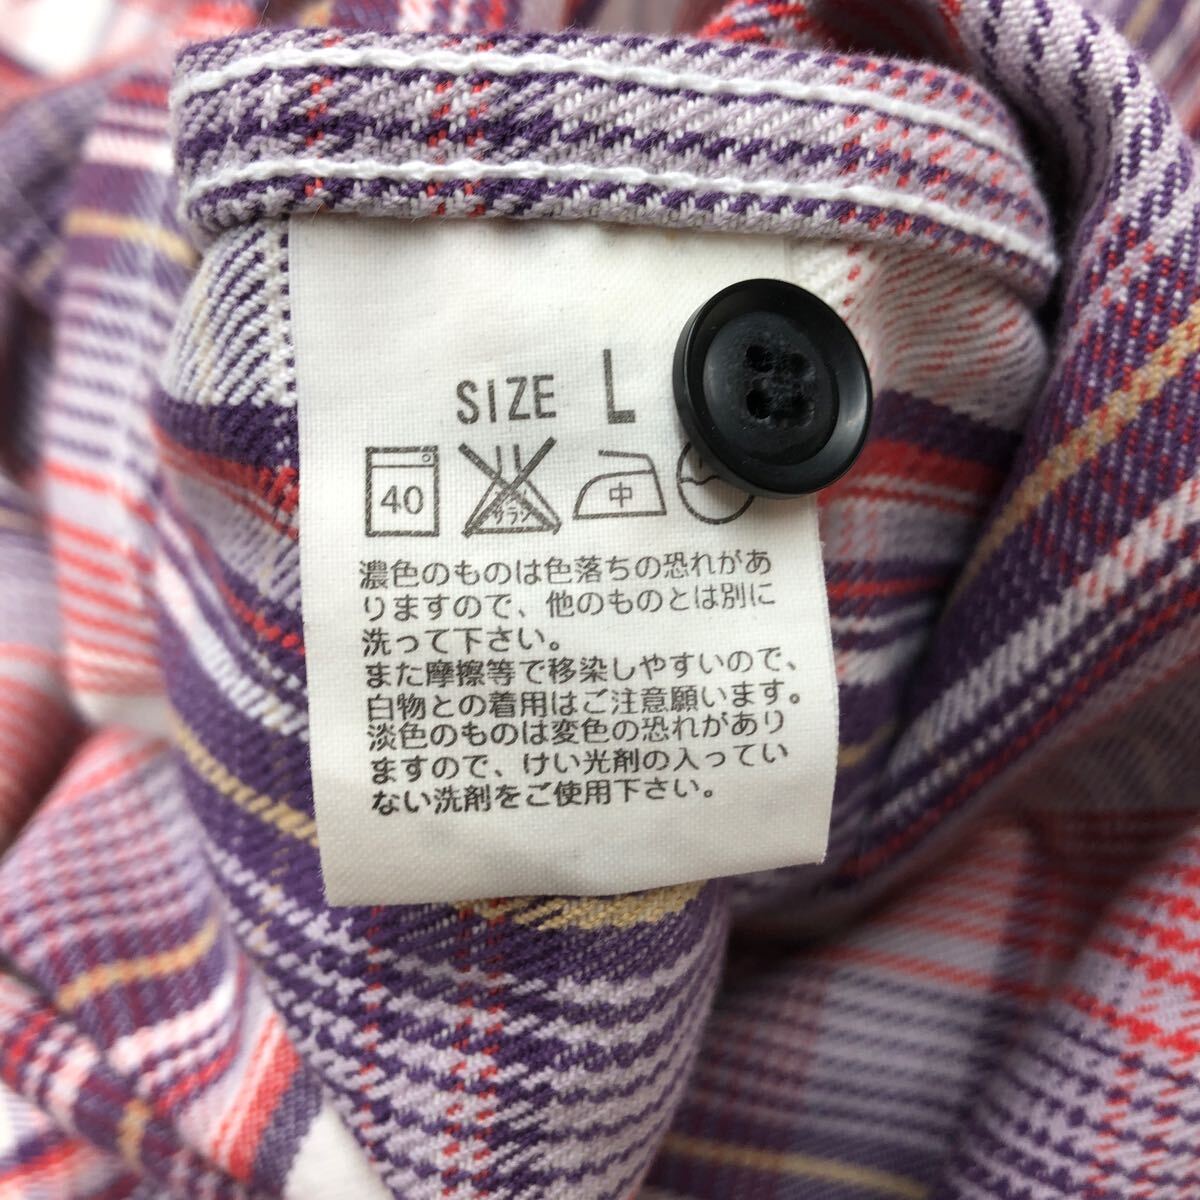 SIZE L
40 サラシ 中
濃色のものは色落ちの恐れがあ
りますので、他のものとは別に
洗って下さい。
また摩擦等で移染しやすいので、
白物との着用はご注意願います。
淡色のものは変色の恐れがあり
ますので、けい光剤の入ってい
ない洗剤をご使用下さい。